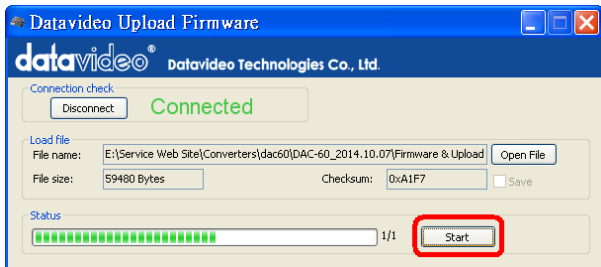 Datavideo Upload Firmware
datavideo® Datavideo Technologies Co., Ltd.
Connection check
Disconnect Connected
Load file
File name: E:\Service Web Site\Converters\dac60\DAC-60_2014.10.07\Firmware & Upload Open File
File size: 59480 Bytes Checksum: 0xA1F7 Save
Status
1/1 Start